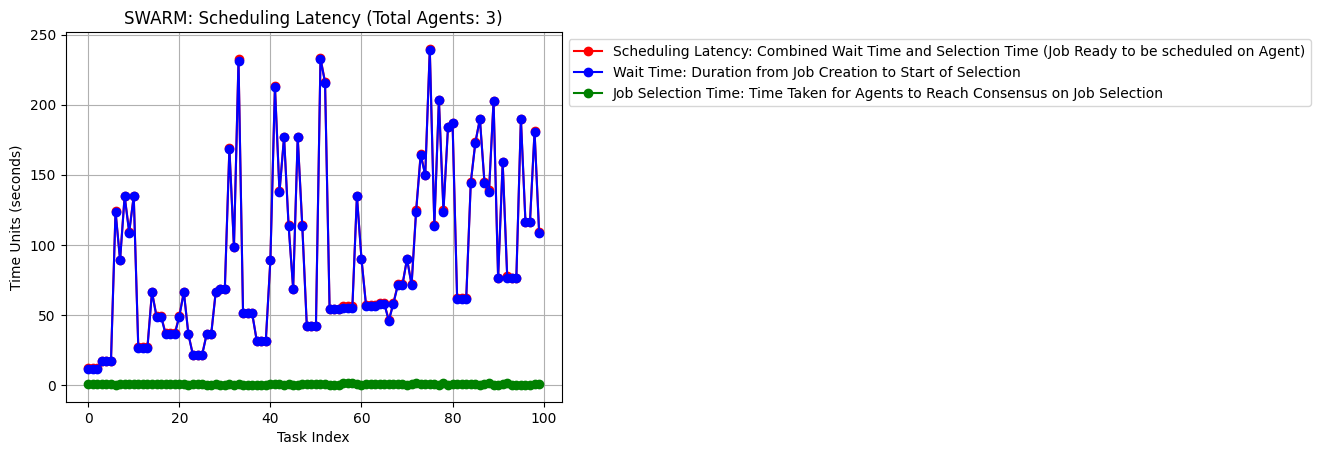 SWARM: Scheduling Latency (Total Agents: 3)
Scheduling Latency: Combined Wait Time and Selection Time (Job Ready to be scheduled on Agent)
Wait Time: Duration from Job Creation to Start of Selection
Job Selection Time: Time Taken for Agents to Reach Consensus on Job Selection
Time Units (seconds)
250
200
150
100
50
0
0 20 40 60 80 100
Task Index